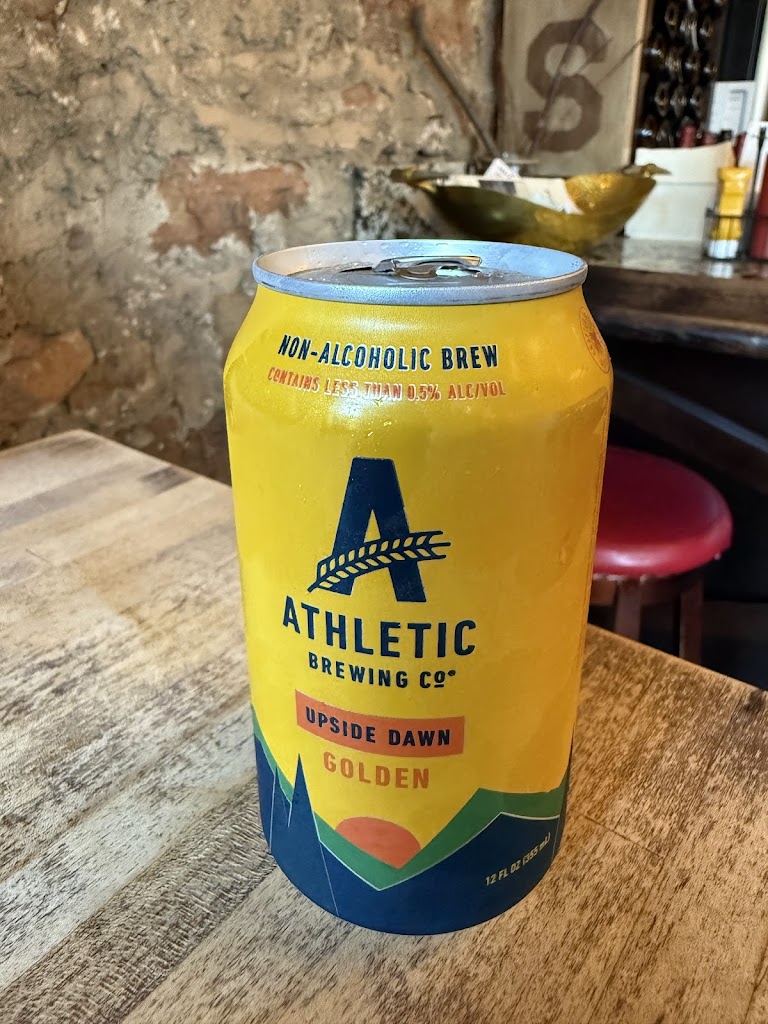 S
NON-ALCOHOLIC BREW
CONTAINS LESS THAN 0.5% ALC/VOL
A
ATHLETIC
BREWING Cº®
UPSIDE DAWN
GOLDEN
12 FL OZ (355 mL)